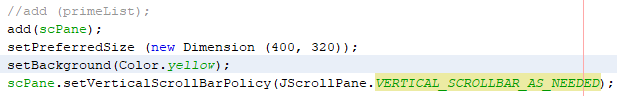 //add (primeList);
add(scPane);
setPreferredSize (new Dimension (400, 320));
setBackground(Color.yellow);
scPane.setVerticalScrollBarPolicy(JScrollPane.VERTICAL_SCROLLBAR_AS_NEEDED);